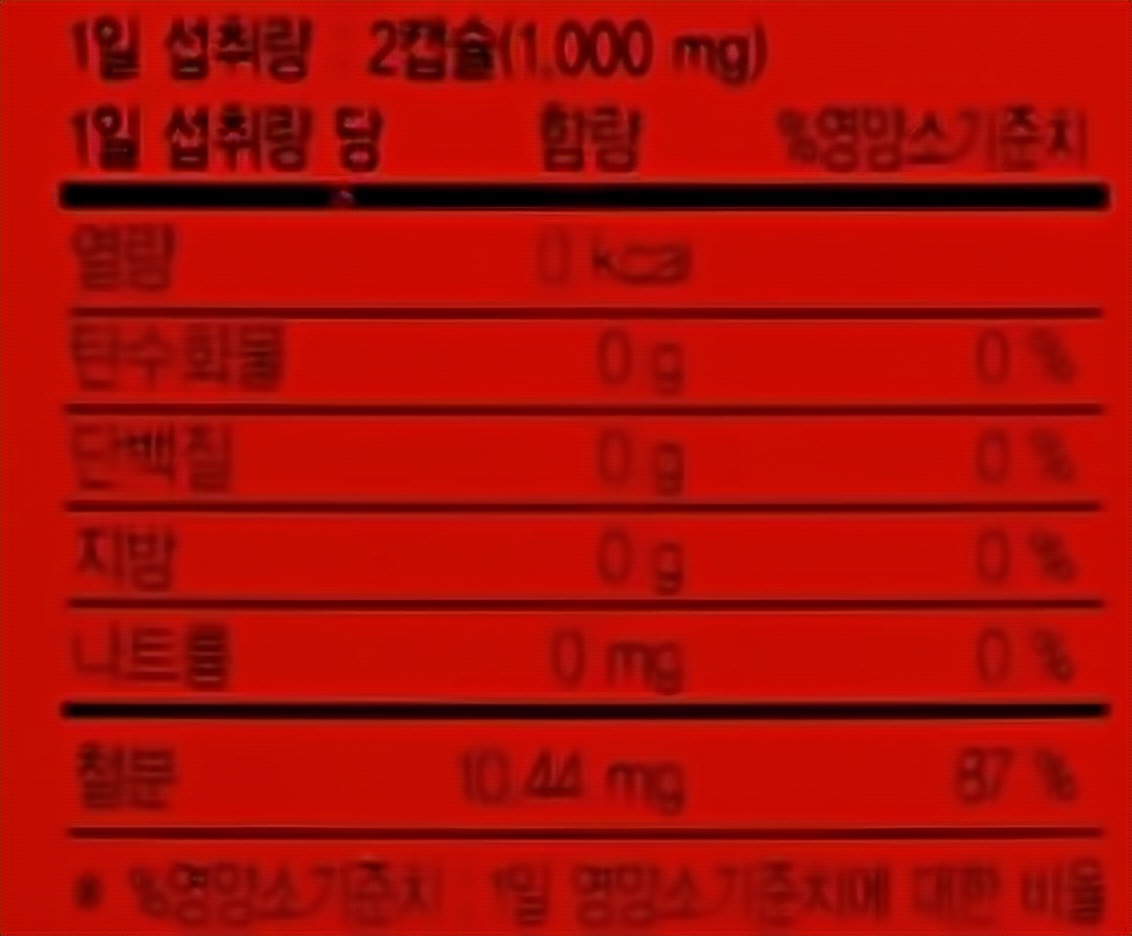 1일 섭취량 2캡슐(1,000 mg)
1일 섭취량 당 함량 %영양소기준치
열량 0 kcal
탄수화물 0 g 0 %
단백질 0 g 0 %
지방 0 g 0 %
나트륨 0 mg 0 %
철분 10.44 mg 87 %
※ %영양소기준치 1일 영양소기준치에 대한 비율